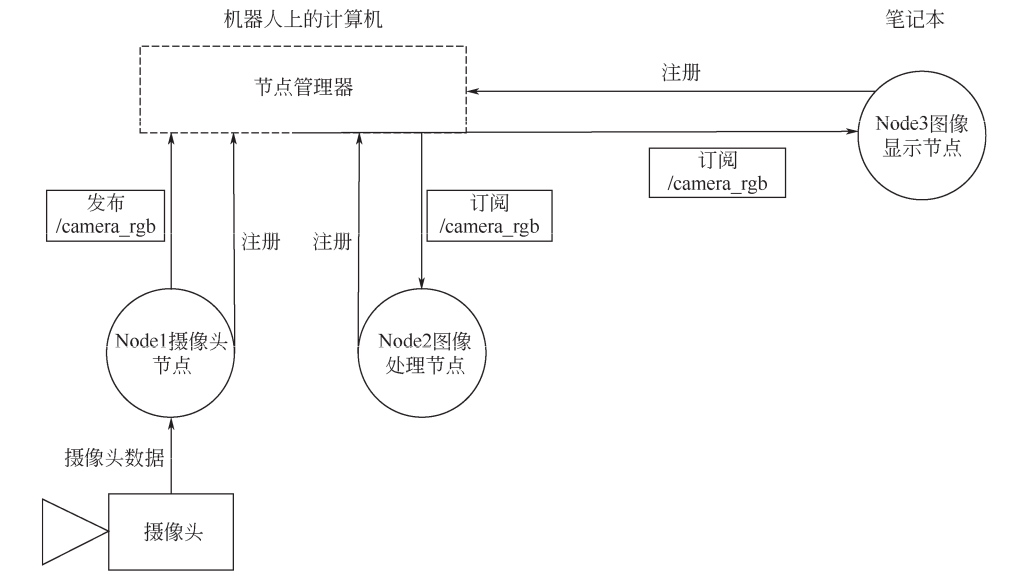 机器人上的计算机
笔记本
节点管理器
注册
Node3图像
显示节点
订阅
/camera_rgb
发布
/camera_rgb
注册
注册
订阅
/camera_rgb
Node1摄像头
节点
Node2图像
处理节点
摄像头数据
摄像头